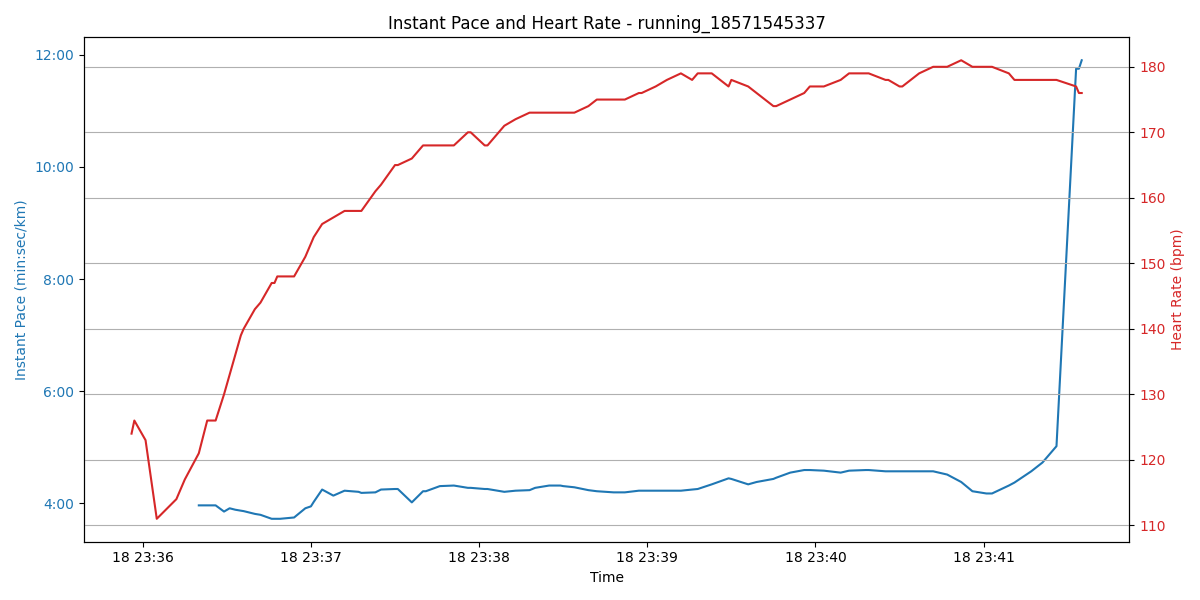 Instant Pace and Heart Rate - running_18571545337
12:00
10:00
8:00
6:00
4:00
Instant Pace (min:sec/km)
180
170
160
150
140
130
120
110
Heart Rate (bpm)
18 23:36 18 23:37 18 23:38 18 23:39 18 23:40 18 23:41
Time